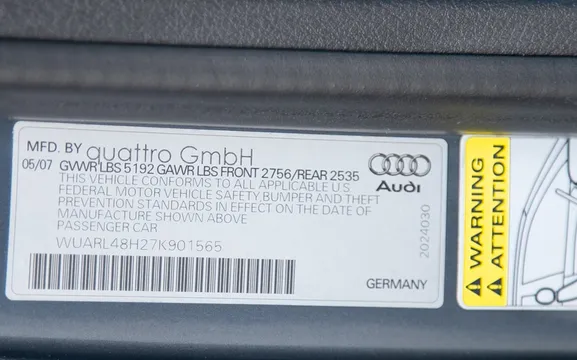 MFD. BY quattro GmbH
05/07 GVWR LBS 5192 GAWR LBS FRONT 2756/REAR 2535
THIS VEHICLE CONFORMS TO ALL APPLICABLE U.S.
FEDERAL MOTOR VEHICLE SAFETY,BUMPER AND THEFT
PREVENTION STANDARDS IN EFFECT ON THE DATE OF
MANUFACTURE SHOWN ABOVE
PASSENGER CAR
WUARL48H27K901565
GERMANY
Audi
2024030
WARNING
ATTENTION